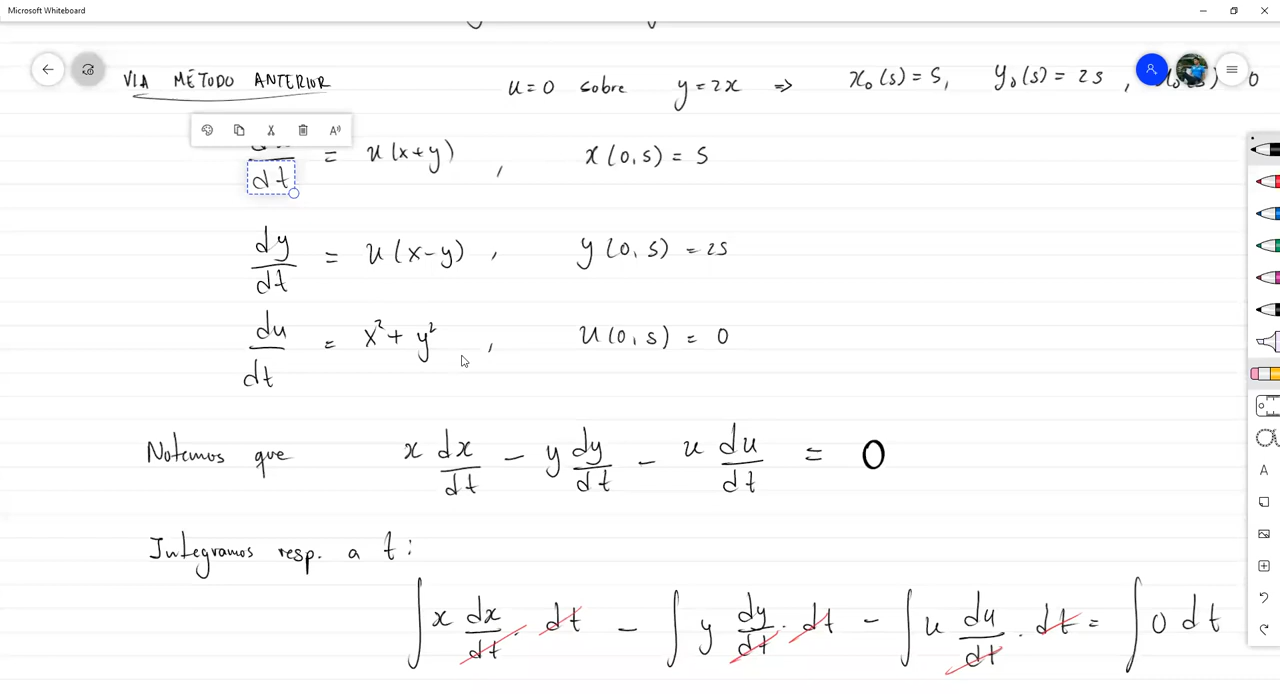 Microsoft Whiteboard
VIA MÉTODO ANTERIOR
u=0 sobre y=2x ⇒ x₀(s)=s, y₀(s)=2s,
dt = u(x+y), x(0,s)=s
dy/dt = u(x-y), y(0,s)=2s
du/dt = x²+y², u(0,s)=0
Notemos que x dx/dt - y dy/dt - u du/dt = 0
Integramos resp. a t:
∫ x dx/dt · dt - ∫ y dy/dt · dt - ∫ u du/dt · dt = ∫ 0 dt